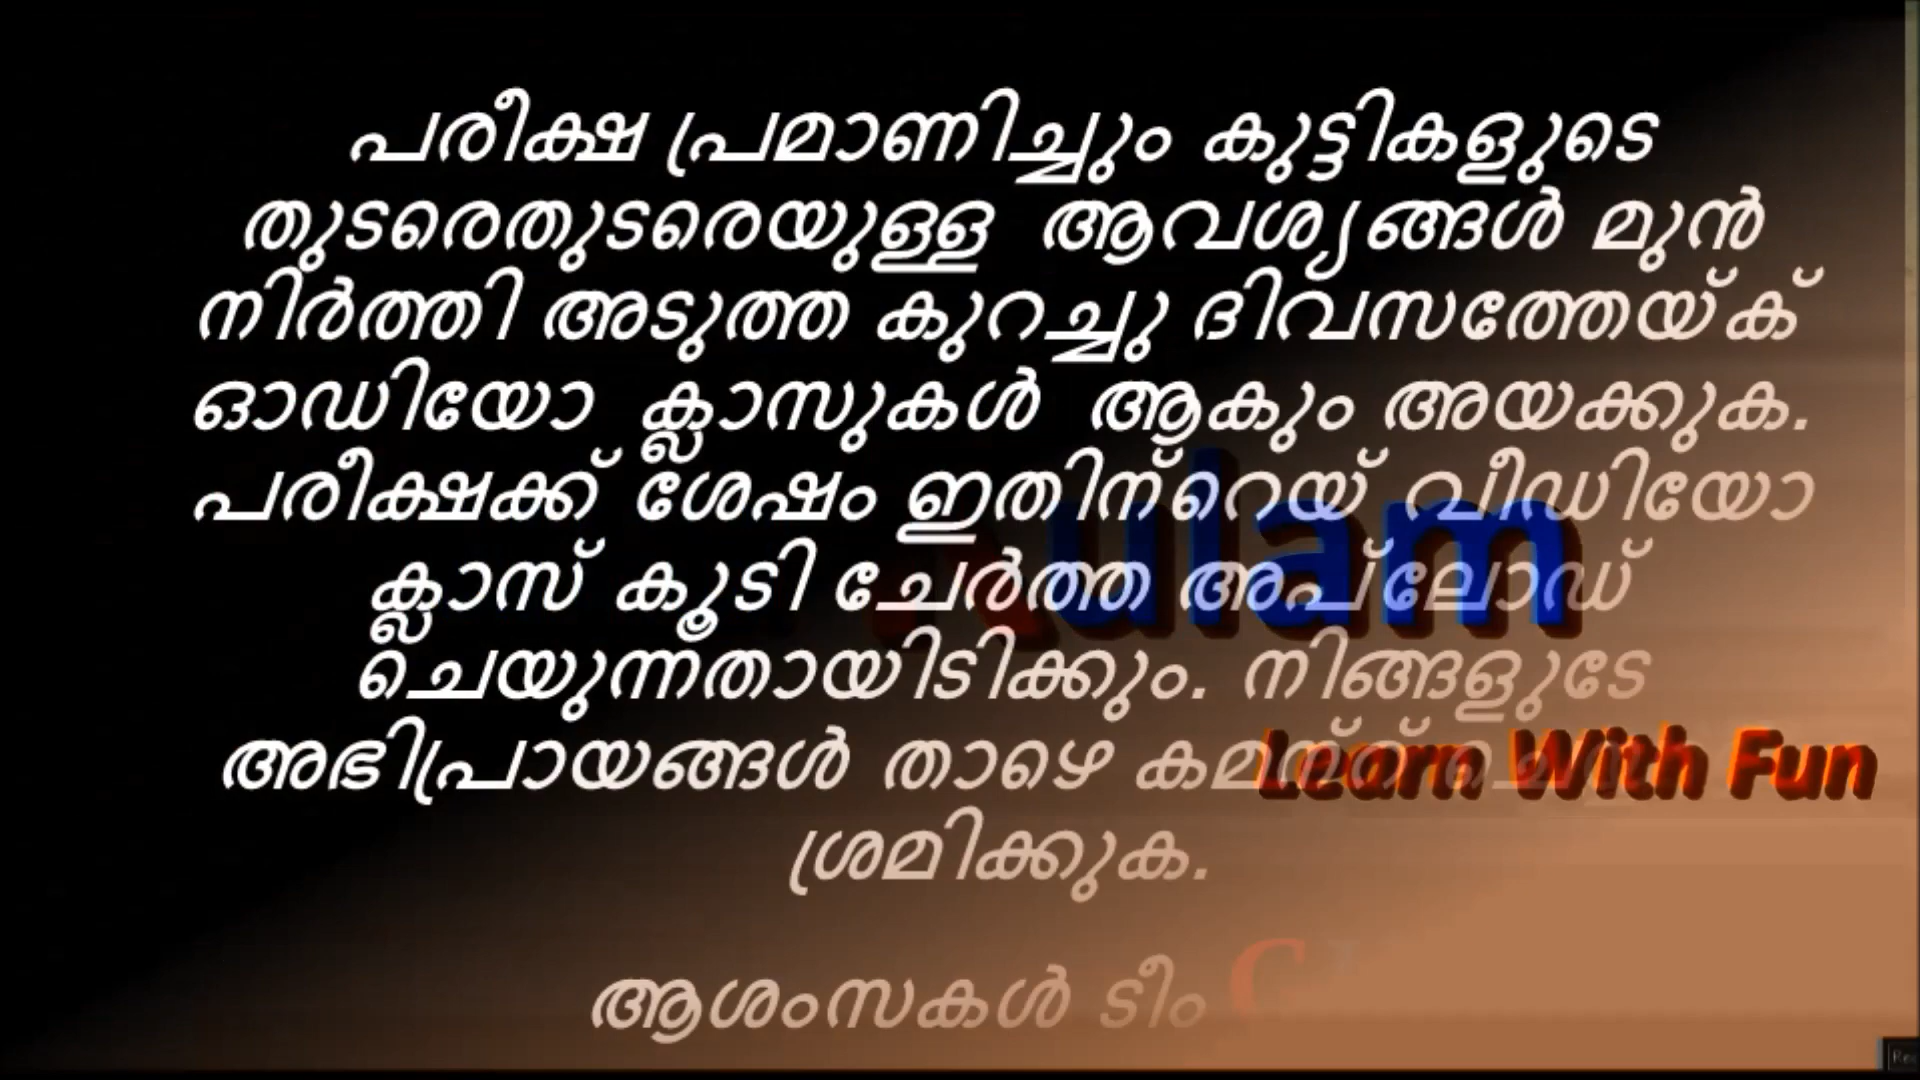 പരീക്ഷ പ്രമാണിച്ചും കുട്ടികളുടെ
തുടരെതുടരെയുള്ള ആവശ്യങ്ങൾ മുൻ
നിർത്തി അടുത്ത കുറച്ചു ദിവസത്തേയ്ക്
ഓഡിയോ ക്ലാസുകൾ ആകും അയക്കുക.
പരീക്ഷക്ക് ശേഷം ഇതിന്റെയ് വീഡിയോ
ക്ലാസ് കൂടി ചേർത്ത അപ്ലോഡ്
ചെയുന്നതായിടിക്കും. നിങ്ങളുടേ
അഭിപ്രായങ്ങൾ താഴെ
Learn With Fun
ശ്രമിക്കുക.
ആശംസകൾ ടീം